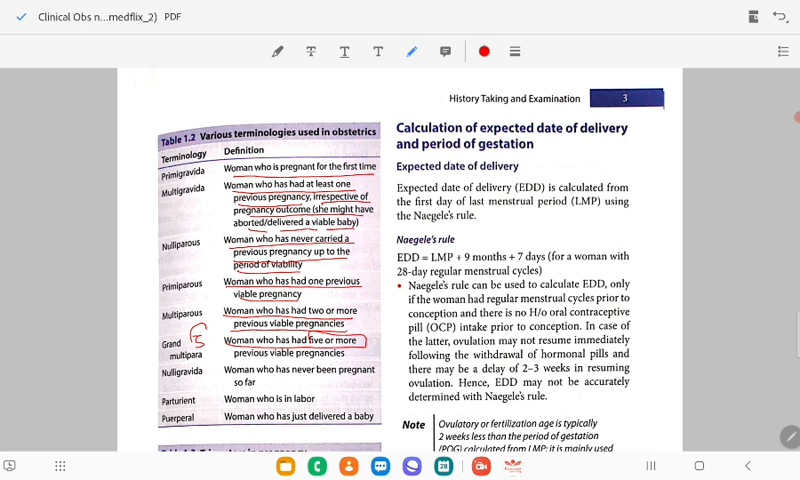 Clinical Obs n...medflix_2) PDF
History Taking and Examination 3
Table 1.2 Various terminologies used in obstetrics
Terminology Definition
Primigravida Woman who is pregnant for the first time
Multigravida Woman who has had at least one
previous pregnancy, irrespective of
pregnancy outcome (she might have
aborted/delivered a viable baby)
Nulliparous Woman who has never carried a
previous pregnancy up to the
period of viability
Primiparous Woman who has had one previous
viable pregnancy
Multiparous Woman who has had two or more
previous viable pregnancies
Grand 5 Woman who has had five or more
multipara previous viable pregnancies
Nulligravida Woman who has never been pregnant
so far
Parturient Woman who is in labor
Puerperal Woman who has just delivered a baby
Calculation of expected date of delivery
and period of gestation
Expected date of delivery
Expected date of delivery (EDD) is calculated from
the first day of last menstrual period (LMP) using
the Naegele's rule.
Naegele's rule
EDD = LMP + 9 months + 7 days (for a woman with
28-day regular menstrual cycles)
• Naegele's rule can be used to calculate EDD, only
if the woman had regular menstrual cycles prior to
conception and there is no H/o oral contraceptive
pill (OCP) intake prior to conception. In case of
the latter, ovulation may not resume immediately
following the withdrawal of hormonal pills and
there may be a delay of 2–3 weeks in resuming
ovulation. Hence, EDD may not be accurately
determined with Naegele's rule.
Note Ovulatory or fertilization age is typically
2 weeks less than the period of gestation
(POG) calculated from LMP; it is mainly used
28